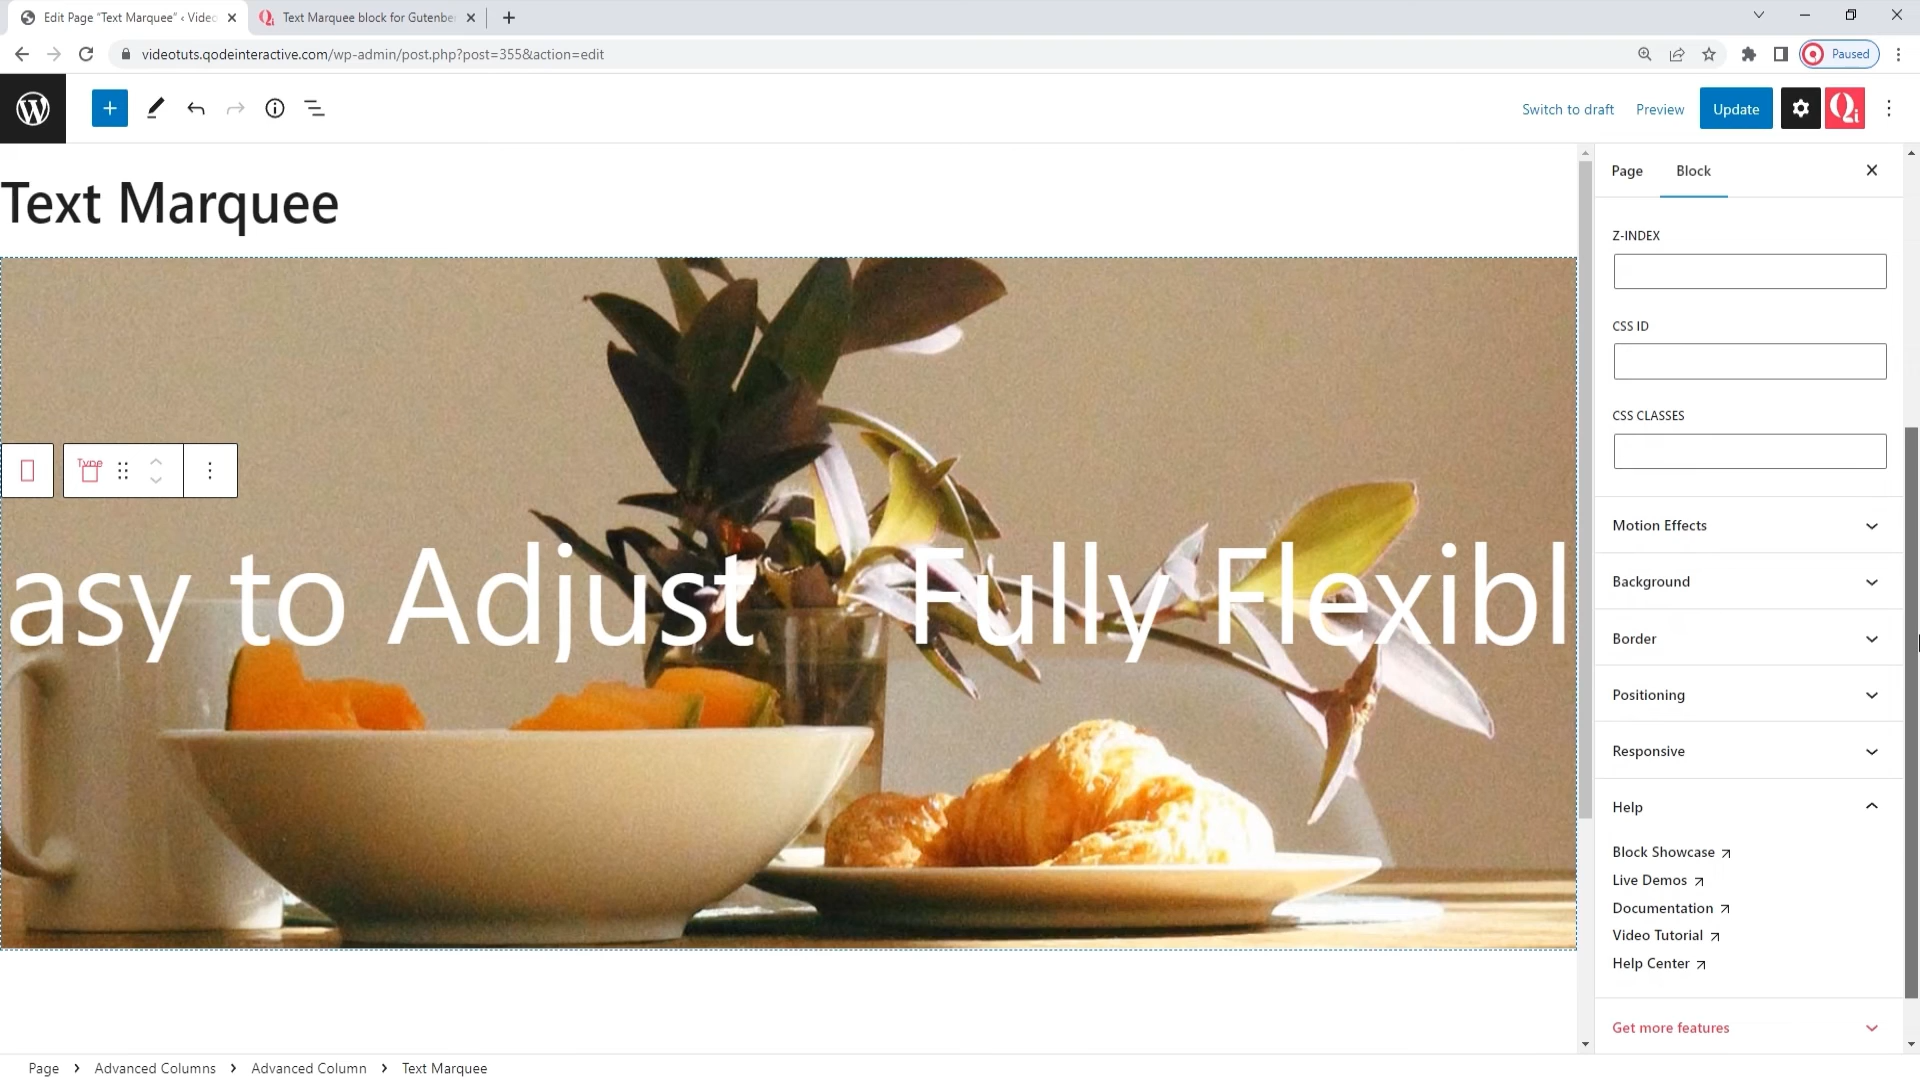 Edit Page “Text Marquee” ‹ Video
Text Marquee block for Gutenber
videotuts.qodeinteractive.com/wp-admin/post.php?post=355&action=edit
Paused
Switch to draft
Preview
Update
Text Marquee
Page
Block
Z-INDEX
CSS ID
CSS CLASSES
Type
asy to Adjust
Fully Flexibl
Motion Effects
Background
Border
Positioning
Responsive
Help
Block Showcase
Live Demos
Documentation
Video Tutorial
Help Center
Get more features
Page > Advanced Columns > Advanced Column > Text Marquee